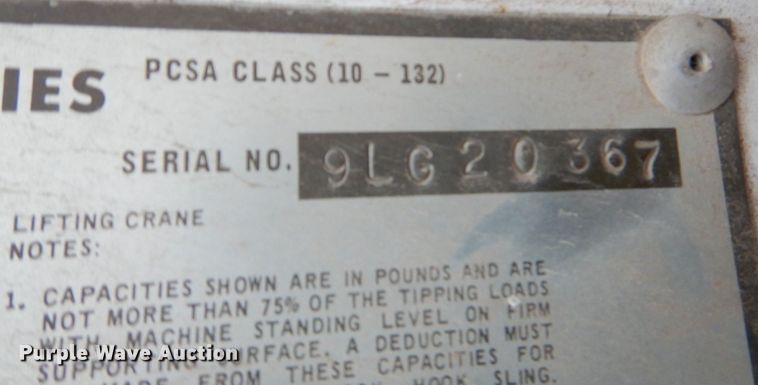 IES PCSA CLASS (10 - 132)
SERIAL NO. 9LG20367
LIFTING CRANE
NOTES:
1. CAPACITIES SHOWN ARE IN POUNDS AND ARE
NOT MORE THAN 75% OF THE TIPPING LOADS
WITH MACHINE STANDING LEVEL ON FIRM
SUPPORTING SURFACE. A DEDUCTION MUST
FROM THESE CAPACITIES FOR
HOOK SLING.
Purple Wave Auction